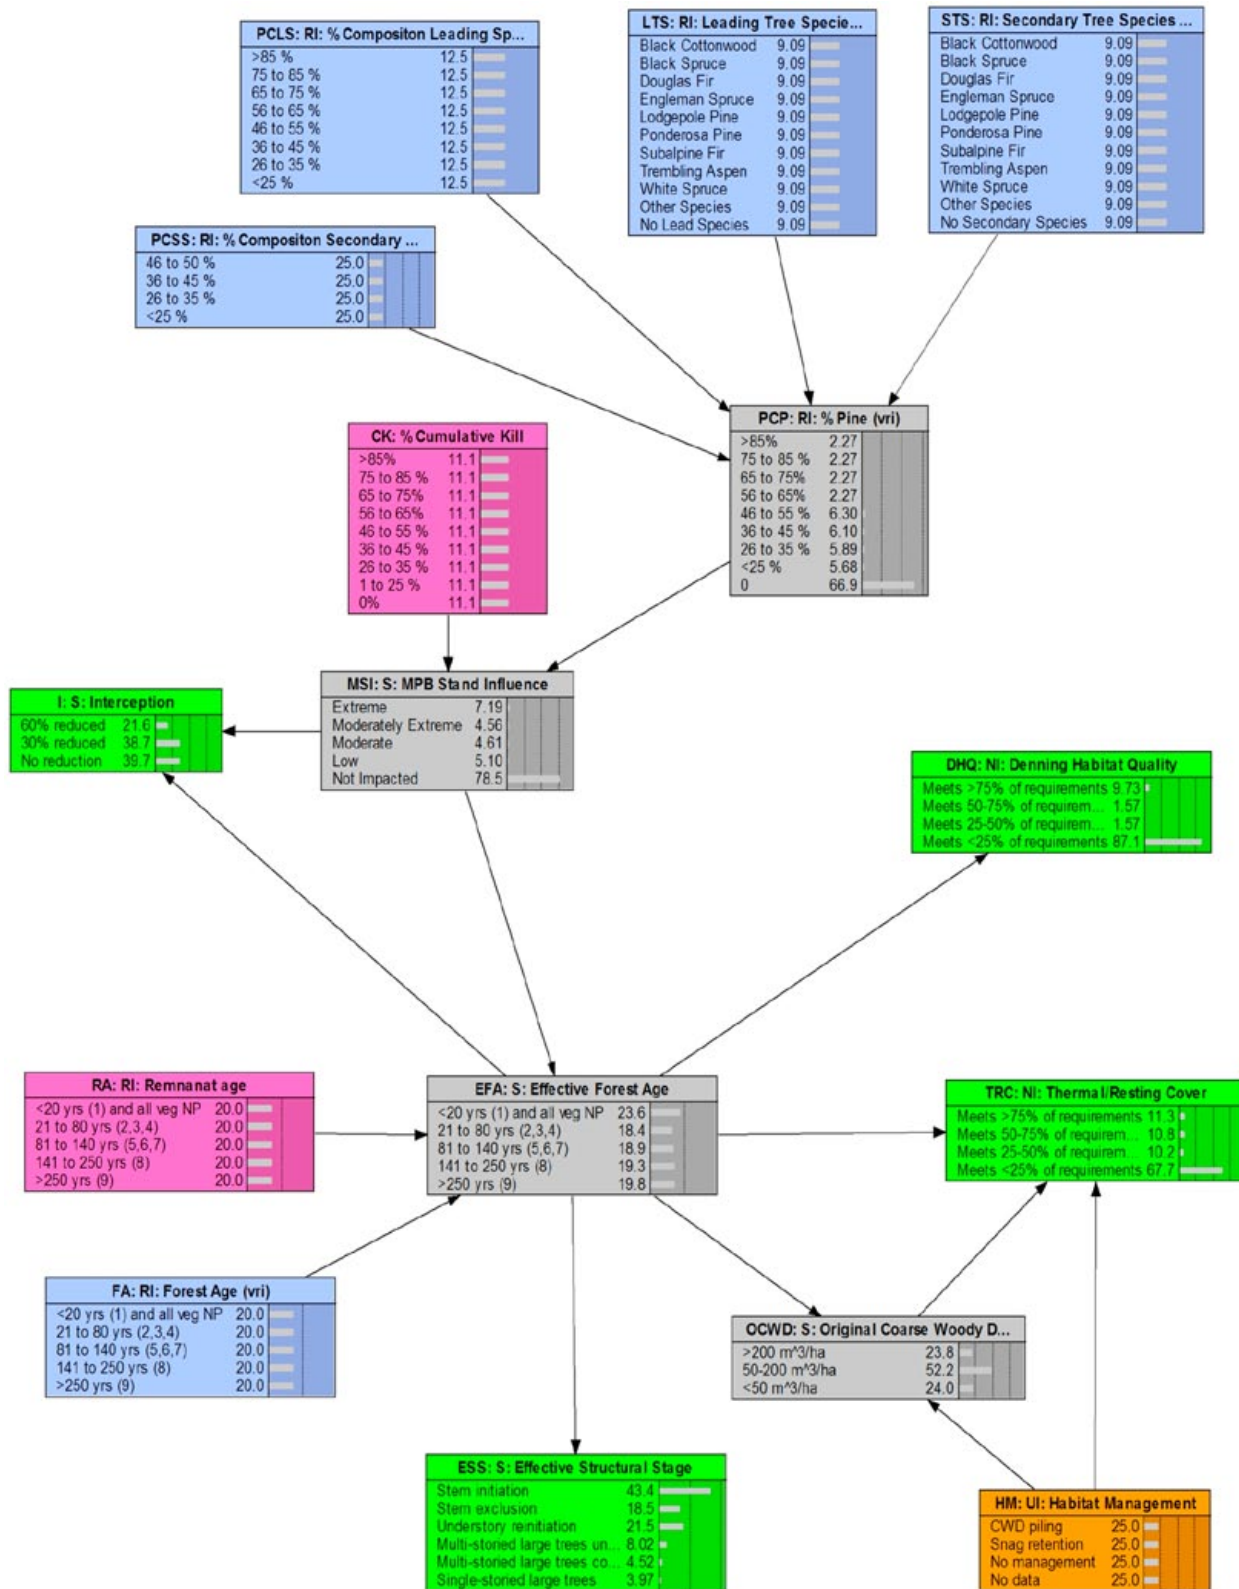 PCLS: RI: % Compositon Leading Sp...
>85 % 12.5
75 to 85 % 12.5
65 to 75 % 12.5
56 to 65 % 12.5
46 to 55 % 12.5
36 to 45 % 12.5
26 to 35 % 12.5
<25 % 12.5
LTS: RI: Leading Tree Specie...
Black Cottonwood 9.09
Black Spruce 9.09
Douglas Fir 9.09
Engleman Spruce 9.09
Lodgepole Pine 9.09
Ponderosa Pine 9.09
Subalpine Fir 9.09
Trembling Aspen 9.09
White Spruce 9.09
Other Species 9.09
No Lead Species 9.09
STS: RI: Secondary Tree Species ...
Black Cottonwood 9.09
Black Spruce 9.09
Douglas Fir 9.09
Engleman Spruce 9.09
Lodgepole Pine 9.09
Ponderosa Pine 9.09
Subalpine Fir 9.09
Trembling Aspen 9.09
White Spruce 9.09
Other Species 9.09
No Secondary Species 9.09
PCSS: RI: % Compositon Secondary ...
46 to 50 % 25.0
36 to 45 % 25.0
26 to 35 % 25.0
<25 % 25.0
PCP: RI: % Pine (vri)
>85% 2.27
75 to 85 % 2.27
65 to 75% 2.27
56 to 65% 2.27
46 to 55 % 6.30
36 to 45 % 6.10
26 to 35 % 5.89
<25 % 5.68
0 66.9
CK: % Cumulative Kill
>85% 11.1
75 to 85 % 11.1
65 to 75% 11.1
56 to 65% 11.1
46 to 55 % 11.1
36 to 45 % 11.1
26 to 35 % 11.1
1 to 25 % 11.1
0% 11.1
MSI: S: MPB Stand Influence
Extreme 7.19
Moderately Extreme 4.56
Moderate 4.61
Low 5.10
Not Impacted 78.5
I: S: Interception
60% reduced 21.6
30% reduced 38.7
No reduction 39.7
DHQ: NI: Denning Habitat Quality
Meets >75% of requirements 9.73
Meets 50-75% of requirem... 1.57
Meets 25-50% of requirem... 1.57
Meets <25% of requirements 87.1
RA: RI: Remnanat age
<20 yrs (1) and all veg NP 20.0
21 to 80 yrs (2,3,4) 20.0
81 to 140 yrs (5,6,7) 20.0
141 to 250 yrs (8) 20.0
>250 yrs (9) 20.0
EFA: S: Effective Forest Age
<20 yrs (1) and all veg NP 23.6
21 to 80 yrs (2,3,4) 18.4
81 to 140 yrs (5,6,7) 18.9
141 to 250 yrs (8) 19.3
>250 yrs (9) 19.8
TRC: NI: Thermal/Resting Cover
Meets >75% of requirements 11.3
Meets 50-75% of requirem... 10.8
Meets 25-50% of requirem... 10.2
Meets <25% of requirements 67.7
FA: RI: Forest Age (vri)
<20 yrs (1) and all veg NP 20.0
21 to 80 yrs (2,3,4) 20.0
81 to 140 yrs (5,6,7) 20.0
141 to 250 yrs (8) 20.0
>250 yrs (9) 20.0
OCWD: S: Original Coarse Woody D...
>200 m^3/ha 23.8
50-200 m^3/ha 52.2
<50 m^3/ha 24.0
ESS: S: Effective Structural Stage
Stem initiation 43.4
Stem exclusion 18.5
Understory reinitiation 21.5
Multi-storied large trees un... 8.02
Multi-storied large trees co... 4.52
Single-storied large trees 3.97
HM: UI: Habitat Management
CWD piling 25.0
Snag retention 25.0
No management 25.0
No data 25.0